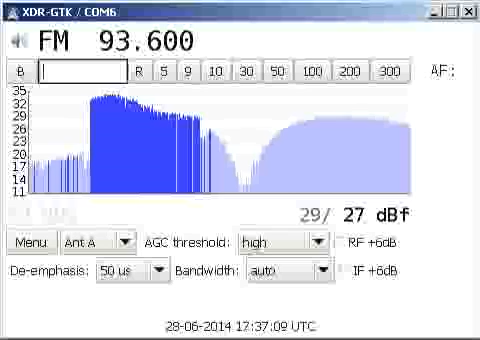 XDR-GTK / COM6
FM 93.600
B R 5 9 10 30 50 100 200 300 AF:
35
32
29
26
23
20
17
14
11
29/ 27 dBf
Menu Ant A AGC threshold: high RF +6dB
De-emphasis: 50 us Bandwidth: auto IF +6dB
28-06-2014 17:37:09 UTC